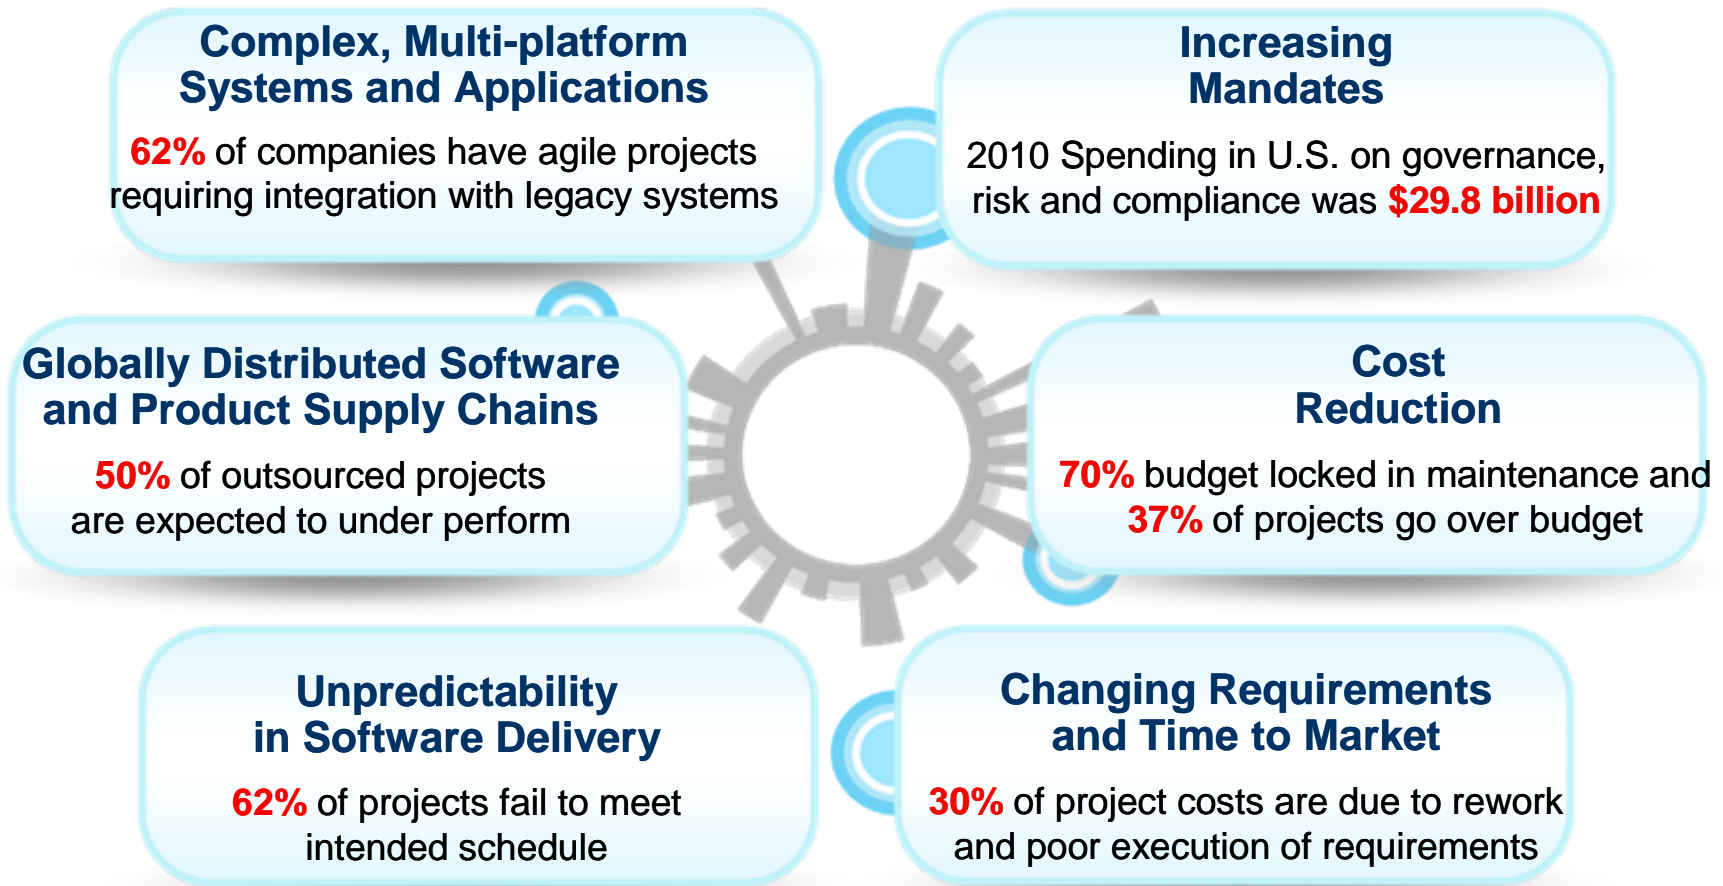 Complex, Multi-platform
Systems and Applications
62% of companies have agile projects
requiring integration with legacy systems
Increasing
Mandates
2010 Spending in U.S. on governance,
risk and compliance was $29.8 billion
Globally Distributed Software
and Product Supply Chains
50% of outsourced projects
are expected to under perform
Cost
Reduction
70% budget locked in maintenance and
37% of projects go over budget
Unpredictability
in Software Delivery
62% of projects fail to meet
intended schedule
Changing Requirements
and Time to Market
30% of project costs are due to rework
and poor execution of requirements